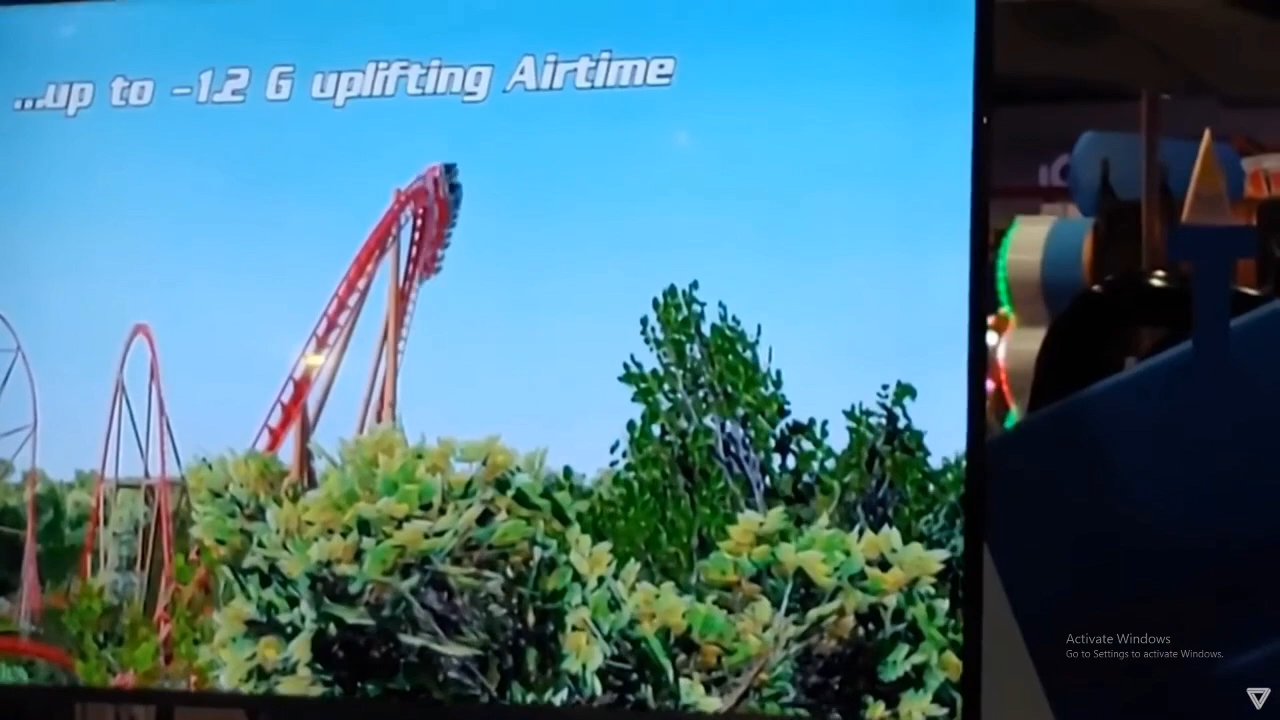 ...up to -1.2 G uplifting Airtime
Activate Windows
Go to Settings to activate Windows.